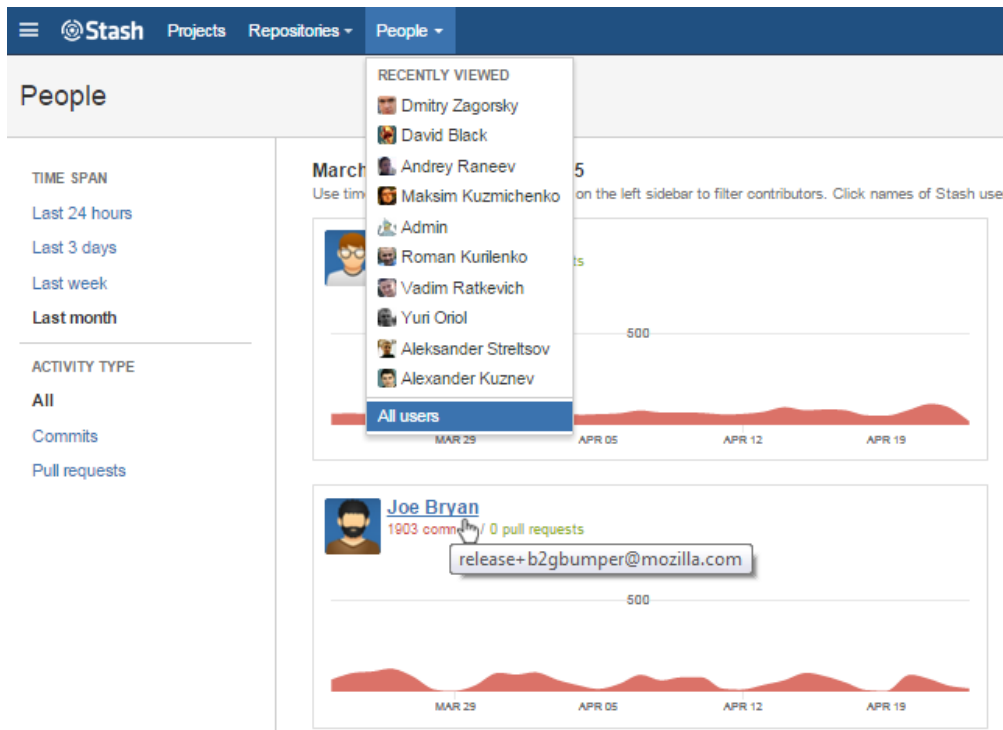 Stash Projects Repositories People
People
RECENTLY VIEWED
Dmitry Zagorsky
David Black
Andrey Raneev
Maksim Kuzmichenko
Admin
Roman Kurilenko
Vadim Ratkevich
Yuri Oriol
Aleksander Streltsov
Alexander Kuznev
All users
TIME SPAN
Last 24 hours
Last 3 days
Last week
Last month
ACTIVITY TYPE
All
Commits
Pull requests
March 5
on the left sidebar to filter contributors. Click names of Stash
500
MAR 29 APR 05 APR 12 APR 19
Joe Bryan
1903 / 0 pull requests
release+b2gbumper@mozilla.com
500
MAR 29 APR 05 APR 12 APR 19